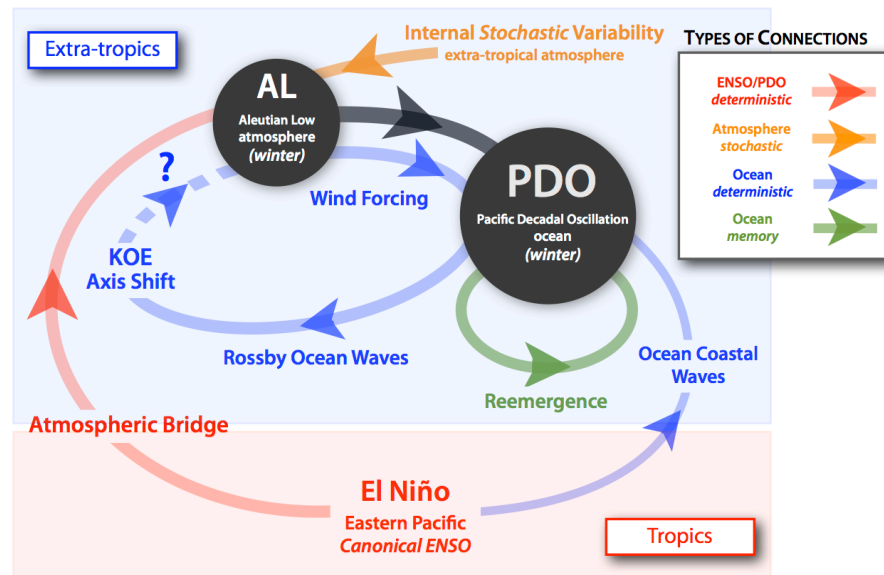 Extra-tropics
Internal Stochastic Variability
extra-tropical atmosphere
TYPES OF CONNECTIONS
ENSO/PDO
deterministic
Atmosphere
stochastic
Ocean
deterministic
Ocean
memory
AL
Aleutian Low
atmosphere
(winter)
PDO
Pacific Decadal Oscillation
ocean
(winter)
?
Wind Forcing
KOE
Axis Shift
Rossby Ocean Waves
Ocean Coastal
Waves
Reemergence
Atmospheric Bridge
El Niño
Eastern Pacific
Canonical ENSO
Tropics